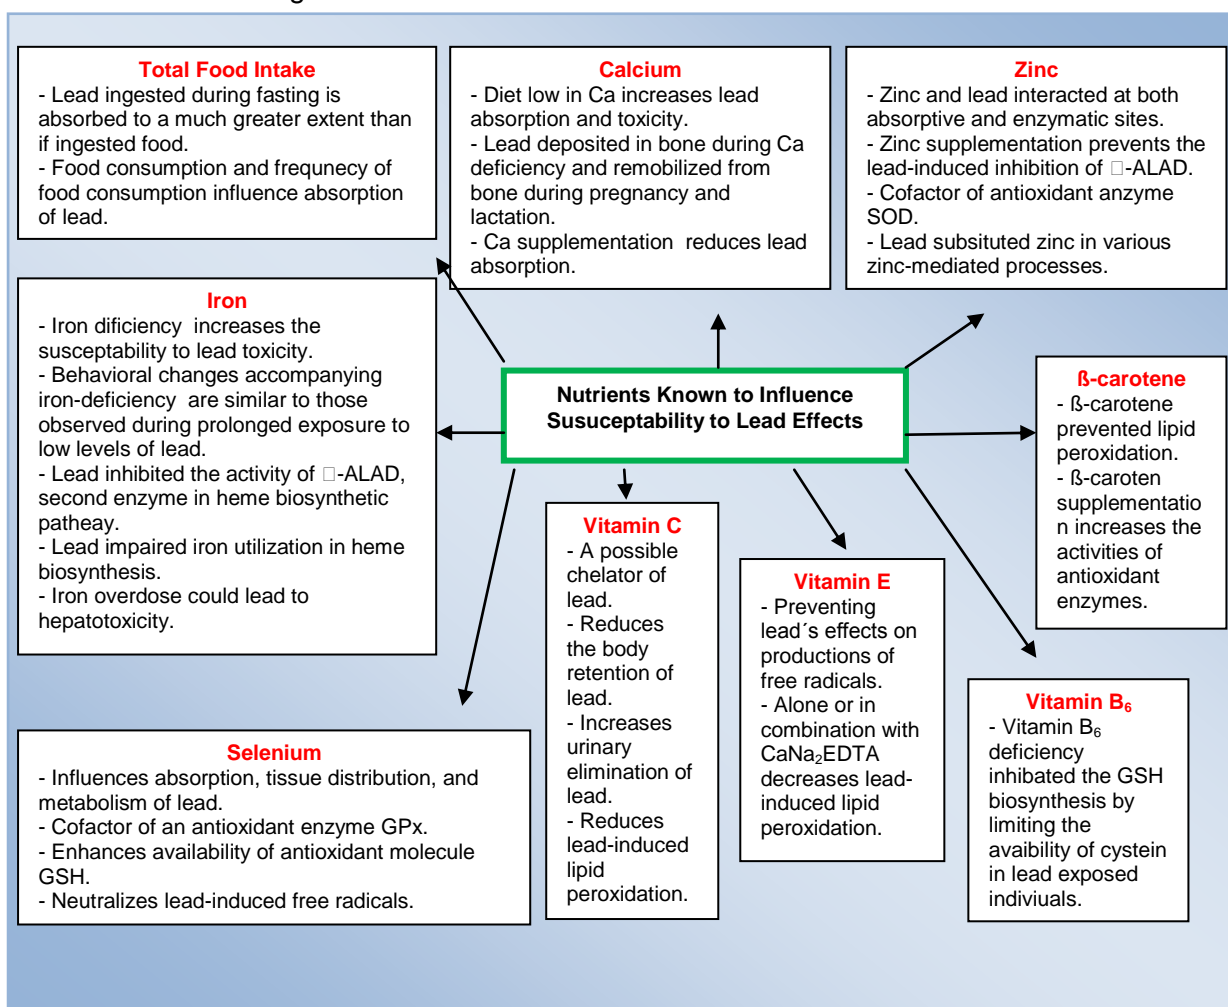 Total Food Intake
- Lead ingested during fasting is
absorbed to a much greater extent than
if ingested food.
- Food consumption and frequnecy of
food consumption influence absorption
of lead.
Calcium
- Diet low in Ca increases lead
absorption and toxicity.
- Lead deposited in bone during Ca
deficiency and remobilized from
bone during pregnancy and
lactation.
- Ca supplementation reduces lead
absorption.
Zinc
- Zinc and lead interacted at both
absorptive and enzymatic sites.
- Zinc supplementation prevents the
lead-induced inhibition of □-ALAD.
- Cofactor of antioxidant anzyme
SOD.
- Lead subsituted zinc in various
zinc-mediated processes.
Iron
- Iron dificiency increases the
susceptability to lead toxicity.
- Behavioral changes accompanying
iron-deficiency are similar to those
observed during prolonged exposure to
low levels of lead.
- Lead inhibited the activity of □-ALAD,
second enzyme in heme biosynthetic
patheay.
- Lead impaired iron utilization in heme
biosynthesis.
- Iron overdose could lead to
hepatotoxicity.
Nutrients Known to Influence
Susuceptability to Lead Effects
ß-carotene
- ß-carotene
prevented lipid
peroxidation.
- ß-caroten
supplementatio
n increases the
activities of
antioxidant
enzymes.
Selenium
- Influences absorption, tissue distribution, and
metabolism of lead.
- Cofactor of an antioxidant enzyme GPx.
- Enhances availability of antioxidant molecule
GSH.
- Neutralizes lead-induced free radicals.
Vitamin C
- A possible
chelator of
lead.
- Reduces
the body
retention of
lead.
- Increases
urinary
elimination of
lead.
- Reduces
lead-induced
lipid
peroxidation.
Vitamin E
- Preventing
lead´s effects on
productions of
free radicals.
- Alone or in
combination with
CaNa₂EDTA
decreases lead-
induced lipid
peroxidation.
Vitamin B₆
- Vitamin B₆
deficiency
inhibated the GSH
biosynthesis by
limiting the
avaibility of cystein
in lead exposed
indiviuals.